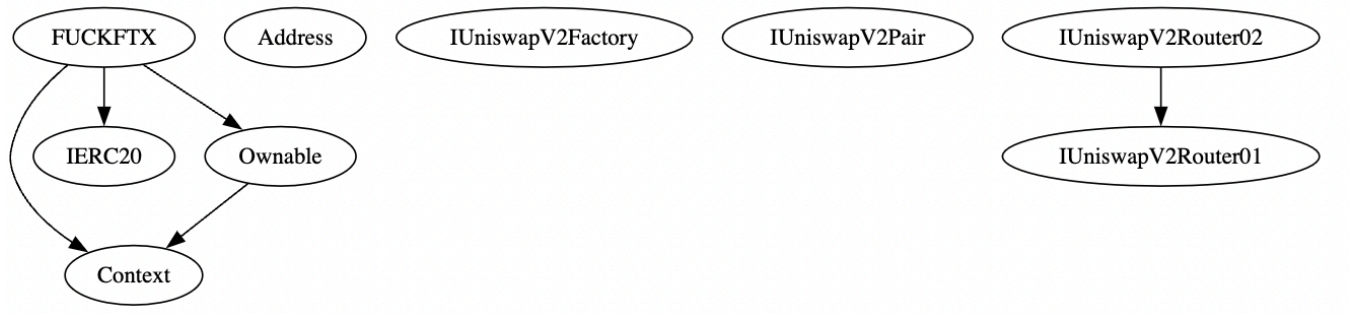 FUCKFTX
Address
IUniswapV2Factory
IUniswapV2Pair
IUniswapV2Router02
IERC20
Ownable
IUniswapV2Router01
Context